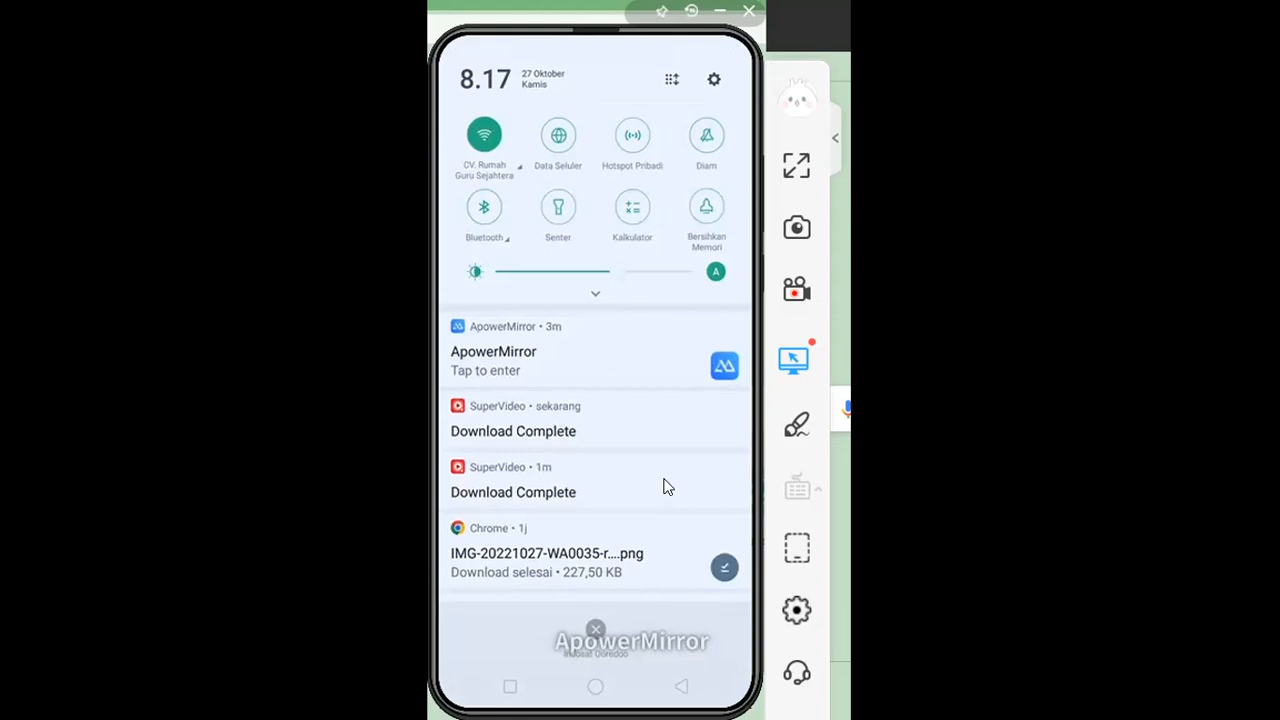 8.17
27 Oktober
Kamis
CV. Rumah
Guru Sejahtera
Data Seluler
Hotspot Pribadi
Diam
Bluetooth
Senter
Kalkulator
Bersihkan
Memori
A
ApowerMirror • 3m
ApowerMirror
Tap to enter
SuperVideo • sekarang
Download Complete
SuperVideo • 1m
Download Complete
Chrome • 1j
IMG-20221027-WA0035-r....png
Download selesai • 227,50 KB
ApowerMirror
Indosat Ooredoo